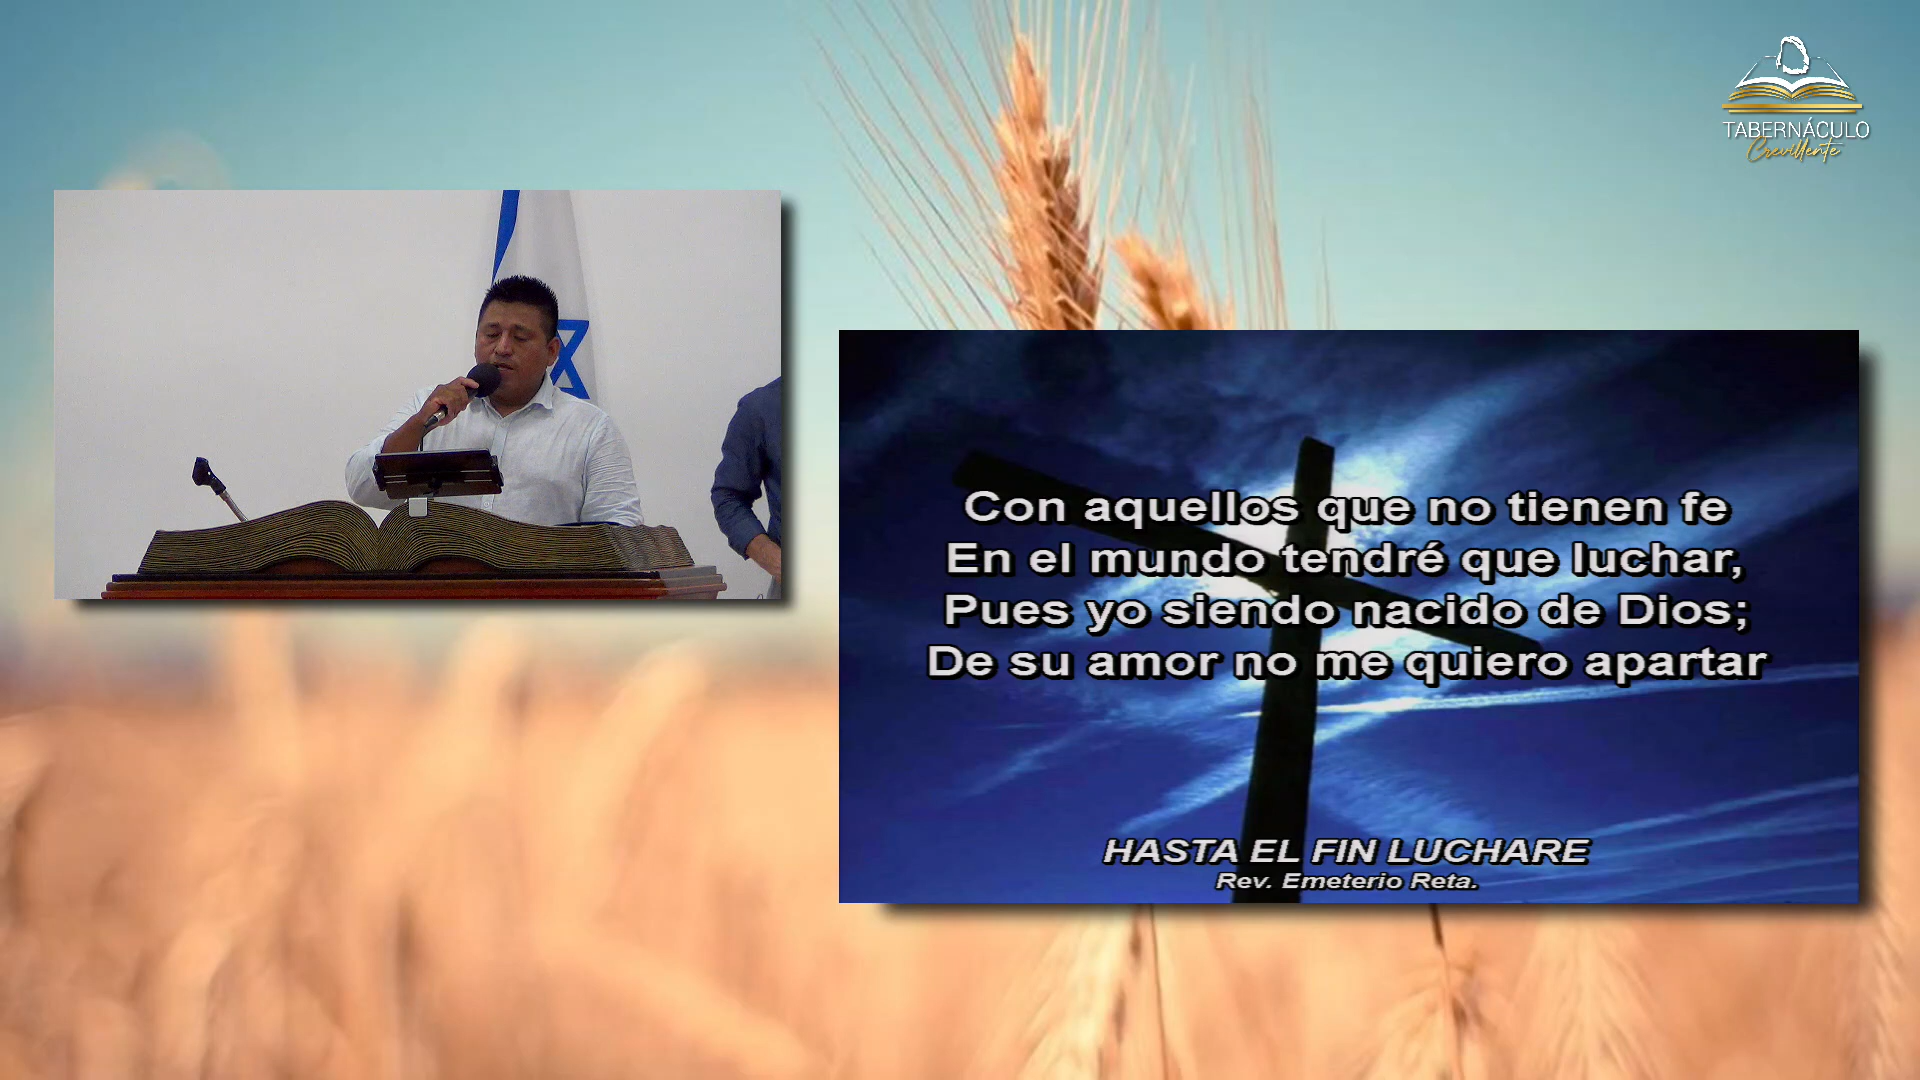 TABERNÁCULO
Crevillente
Con aquellos que no tienen fe
En el mundo tendré que luchar,
Pues yo siendo nacido de Dios;
De su amor no me quiero apartar
HASTA EL FIN LUCHARE
Rev. Emeterio Reta.